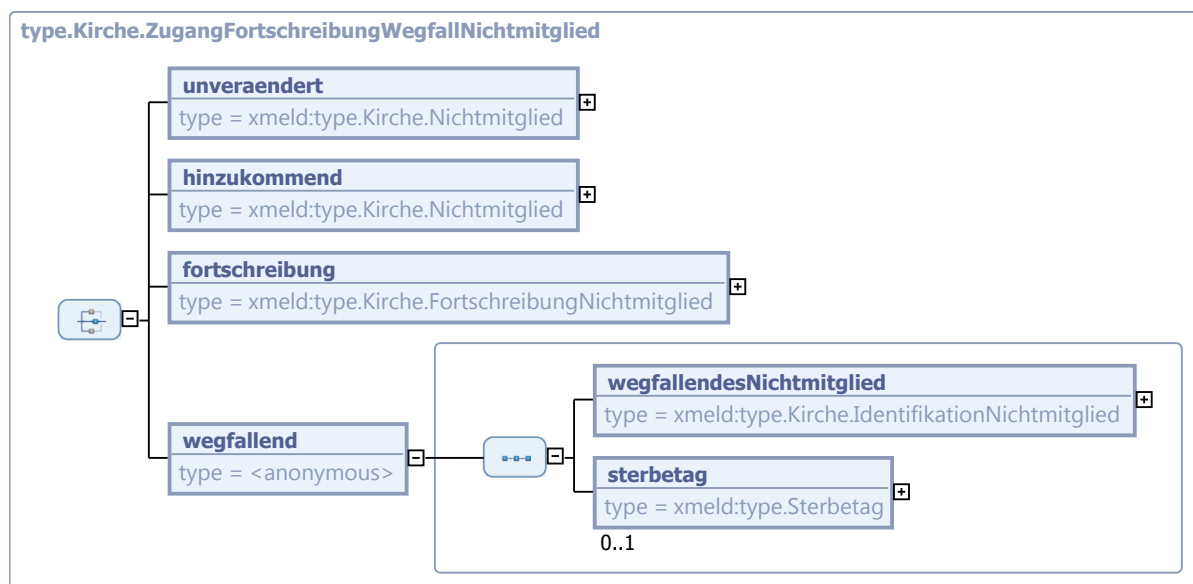 type.Kirche.ZugangFortschreibungWegfallNichtmitglied
unveraendert
type = xmeld:type.Kirche.Nichtmitglied
hinzukommend
type = xmeld:type.Kirche.Nichtmitglied
fortschreibung
type = xmeld:type.Kirche.FortschreibungNichtmitglied
wegfallend
type = <anonymous>
wegfallendesNichtmitglied
type = xmeld:type.Kirche.IdentifikationNichtmitglied
sterbetag
type = xmeld:type.Sterbetag
0..1